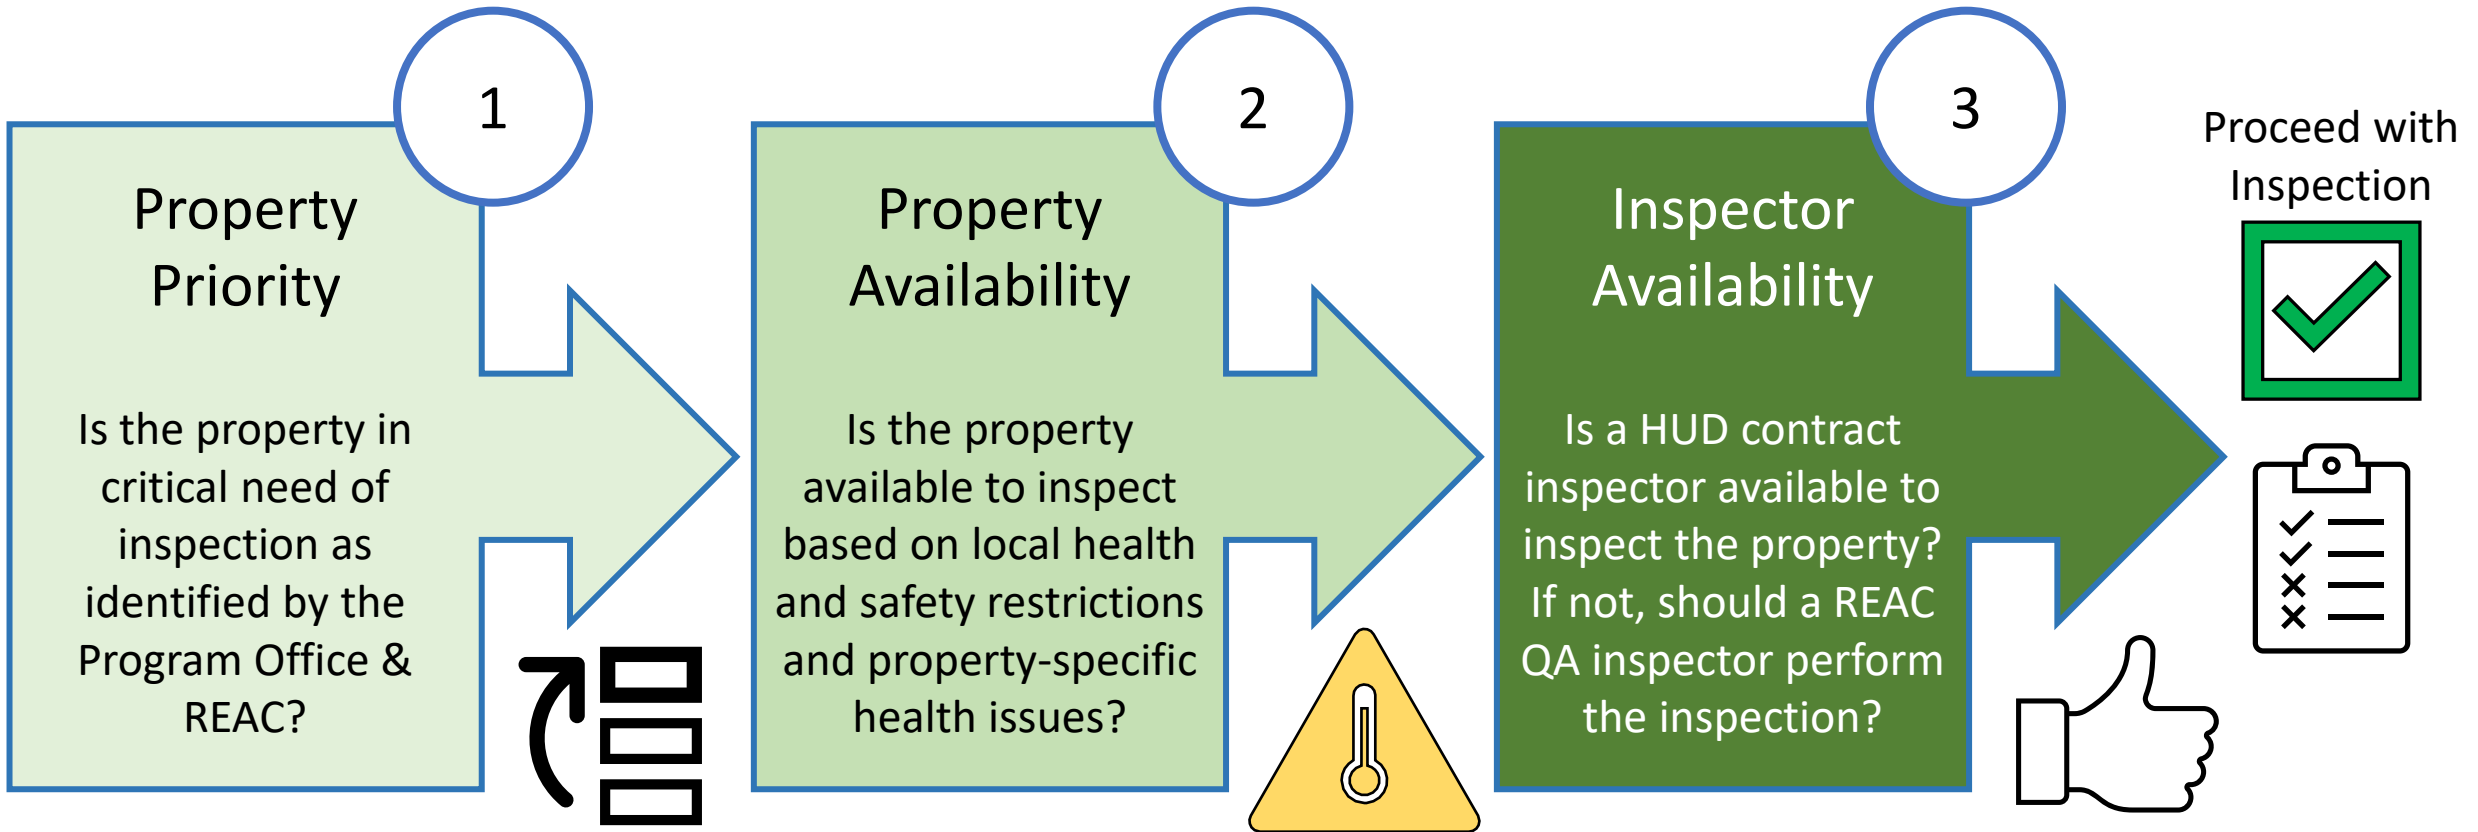 1
Property
Priority
Is the property in
critical need of
inspection as
identified by the
Program Office &
REAC?
2
Property
Availability
Is the property
available to inspect
based on local health
and safety restrictions
and property-specific
health issues?
3
Inspector
Availability
Is a HUD contract
inspector available to
inspect the property?
If not, should a REAC
QA inspector perform
the inspection?
Proceed with
Inspection